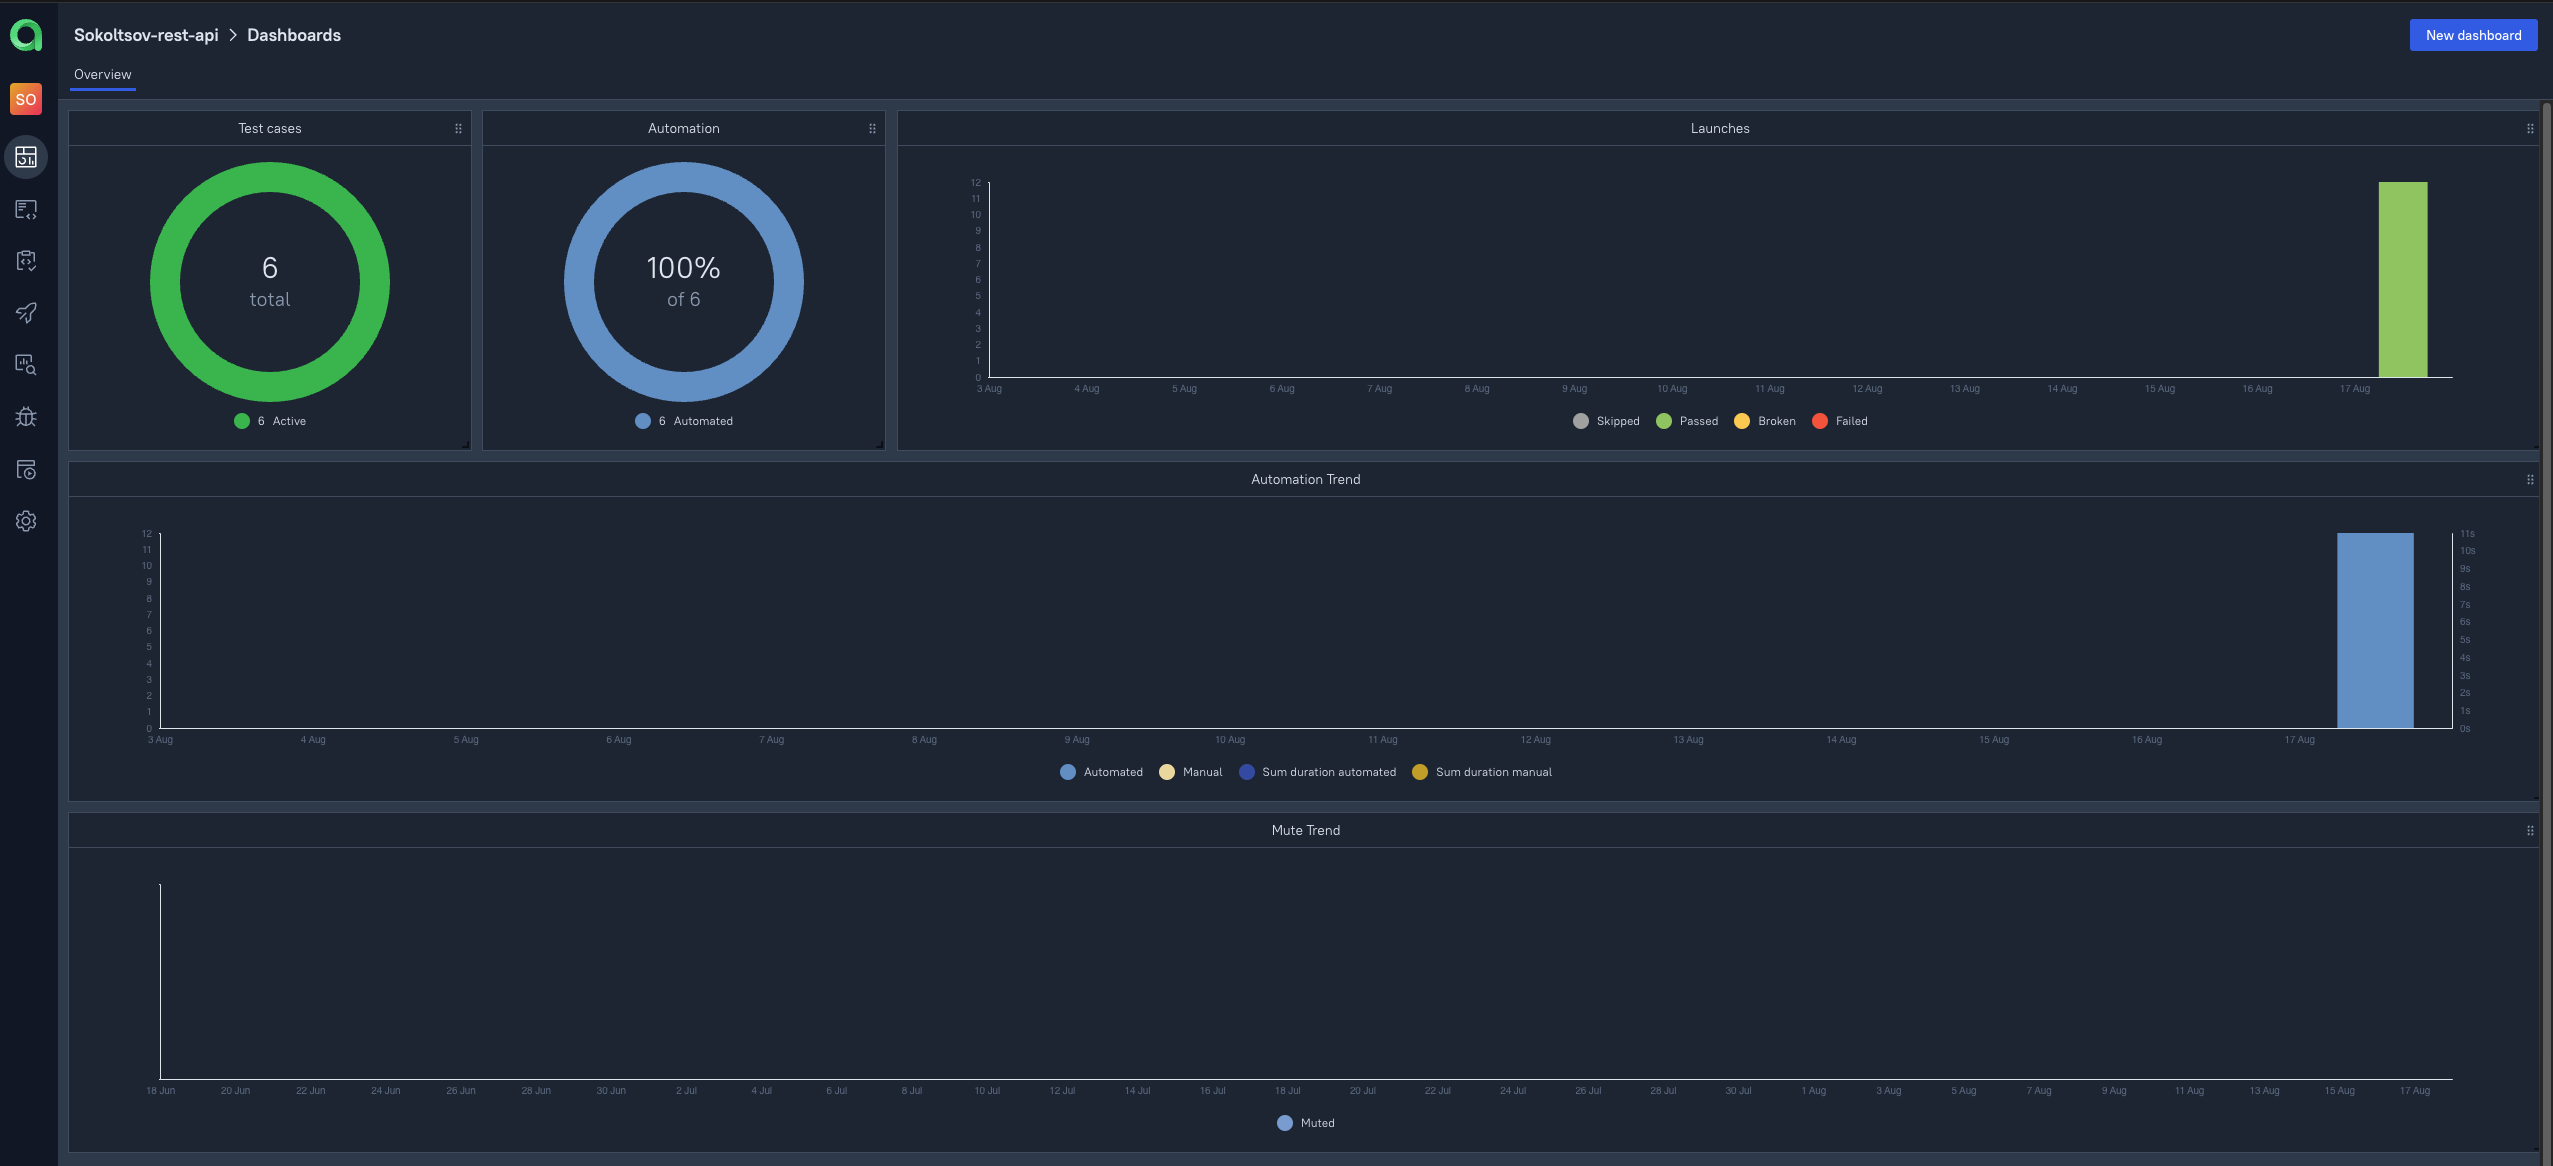 Sokoltsov-rest-api > Dashboards
New dashboard
Overview
SO
Test cases
6
total
6 Active
Automation
100%
of 6
6 Automated
Launches
12
11
10
9
8
7
6
5
4
3
2
1
0
3 Aug 4 Aug 5 Aug 6 Aug 7 Aug 8 Aug 9 Aug 10 Aug 11 Aug 12 Aug 13 Aug 14 Aug 15 Aug 16 Aug 17 Aug
Skipped Passed Broken Failed
Automation Trend
12
11
10
9
8
7
6
5
4
3
2
1
0
11s
10s
9s
8s
7s
6s
5s
4s
3s
2s
1s
0s
3 Aug 4 Aug 5 Aug 6 Aug 7 Aug 8 Aug 9 Aug 10 Aug 11 Aug 12 Aug 13 Aug 14 Aug 15 Aug 16 Aug 17 Aug
Automated Manual Sum duration automated Sum duration manual
Mute Trend
18 Jun 20 Jun 22 Jun 24 Jun 26 Jun 28 Jun 30 Jun 2 Jul 4 Jul 6 Jul 8 Jul 10 Jul 12 Jul 14 Jul 16 Jul 18 Jul 20 Jul 22 Jul 24 Jul 26 Jul 28 Jul 30 Jul 1 Aug 3 Aug 5 Aug 7 Aug 9 Aug 11 Aug 13 Aug 15 Aug 17 Aug
Muted